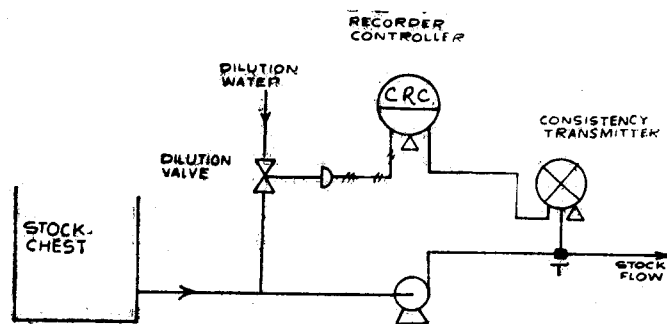 RECORDER
CONTROLLER
DILUTION
WATER
C.R.C.
CONSISTENCY
TRANSMITTER
DILUTION
VALVE
STOCK-
CHEST
STOCK
FLOW